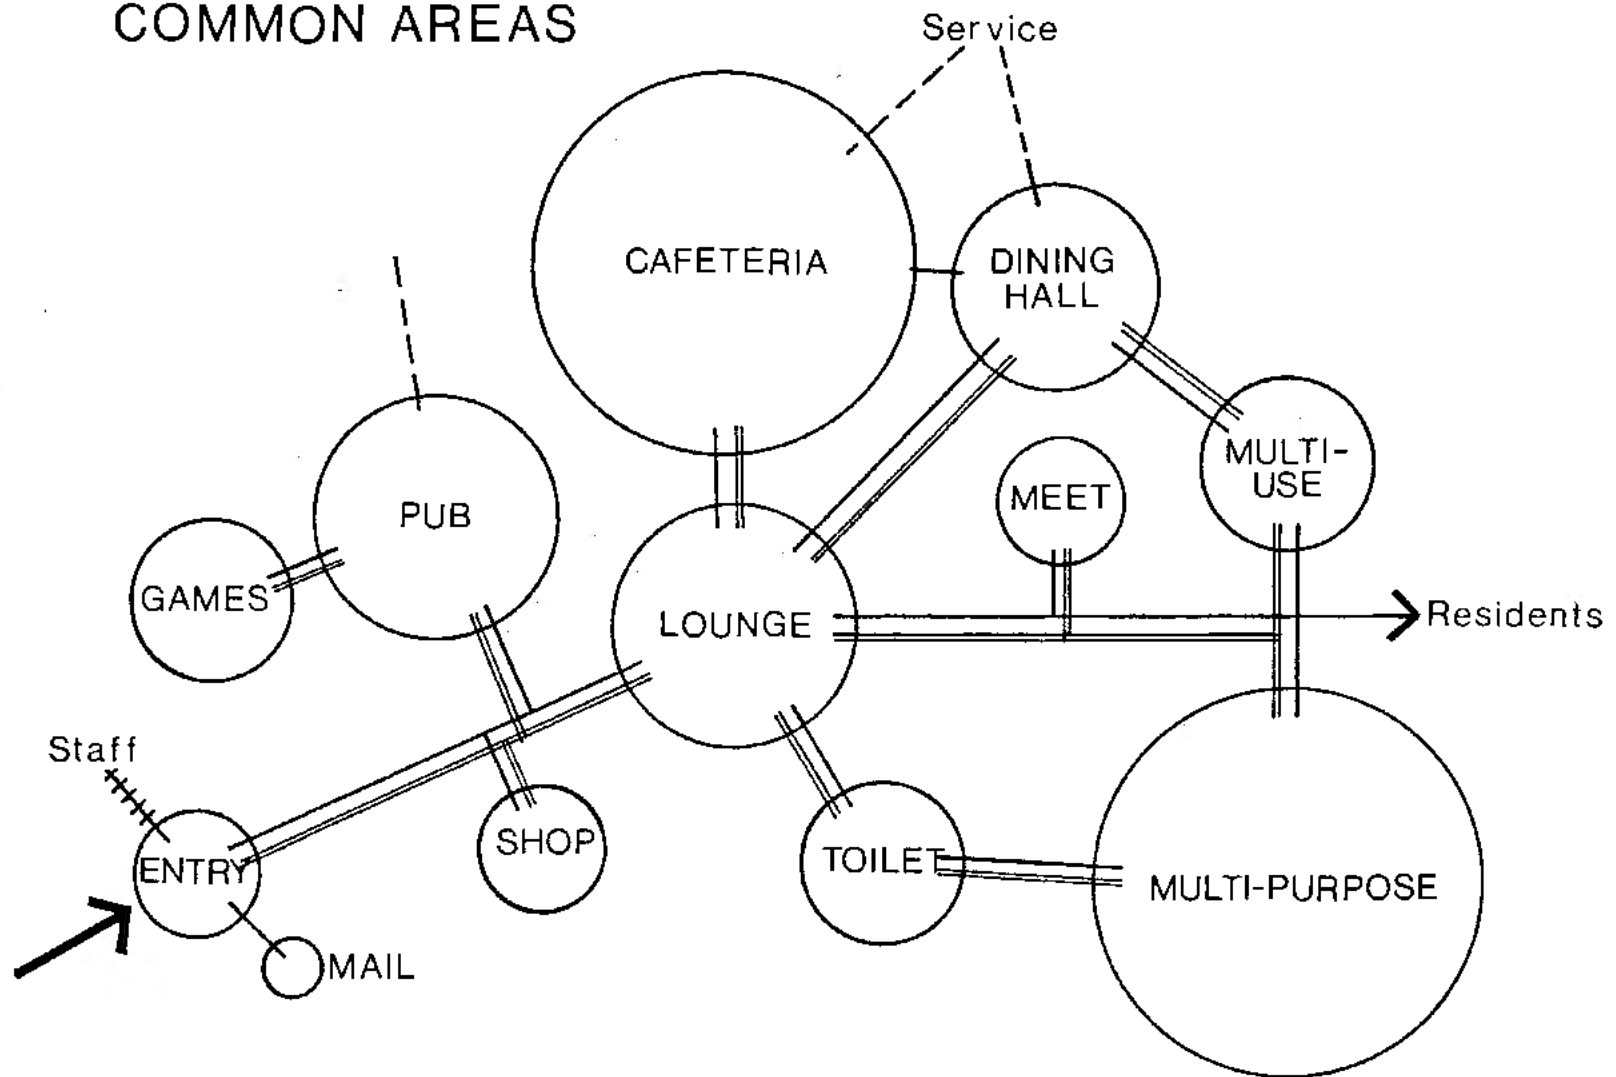 COMMON AREAS
Service
CAFETERIA
DINING
HALL
MULTI-
USE
MEET
PUB
GAMES
LOUNGE
Residents
Staff
SHOP
TOILET
ENTRY
MULTI-PURPOSE
MAIL